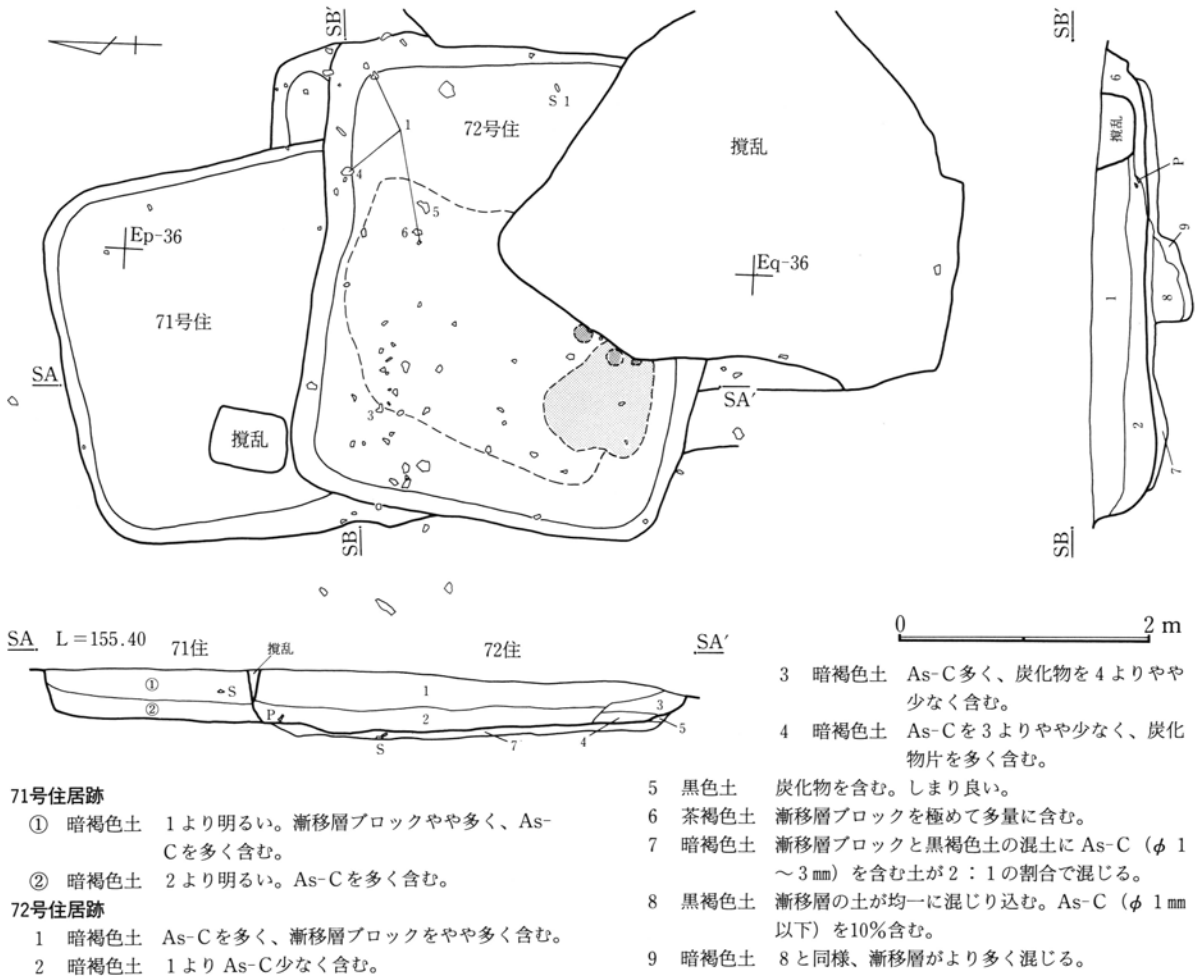 SB'
SB'
72号住
S 1
1
4
5
6
3
撹乱
Ep-36
Eq-36
71号住
SA
撹乱
SA'
SB
6
撹乱
P
9
8
1
2
7
SB
0 2 m
SA L＝155.40 71住 撹乱 72住 SA'
①
②
S
P
1
2
3
5
4
7
S
71号住居跡
① 暗褐色土 1より明るい。漸移層ブロックやや多く、As-
Cを多く含む。
② 暗褐色土 2より明るい。As-Cを多く含む。
72号住居跡
1 暗褐色土 As-Cを多く、漸移層ブロックをやや多く含む。
2 暗褐色土 1よりAs-C少なく含む。
3 暗褐色土 As-C多く、炭化物を4よりやや
少なく含む。
4 暗褐色土 As-Cを3よりやや少なく、炭化
物片を多く含む。
5 黒色土 炭化物を含む。しまり良い。
6 茶褐色土 漸移層ブロックを極めて多量に含む。
7 暗褐色土 漸移層ブロックと黒褐色土の混土にAs-C（φ 1
～3㎜）を含む土が2：1の割合で混じる。
8 黒褐色土 漸移層の土が均一に混じり込む。As-C（φ 1㎜
以下）を10％含む。
9 暗褐色土 8と同様、漸移層がより多く混じる。